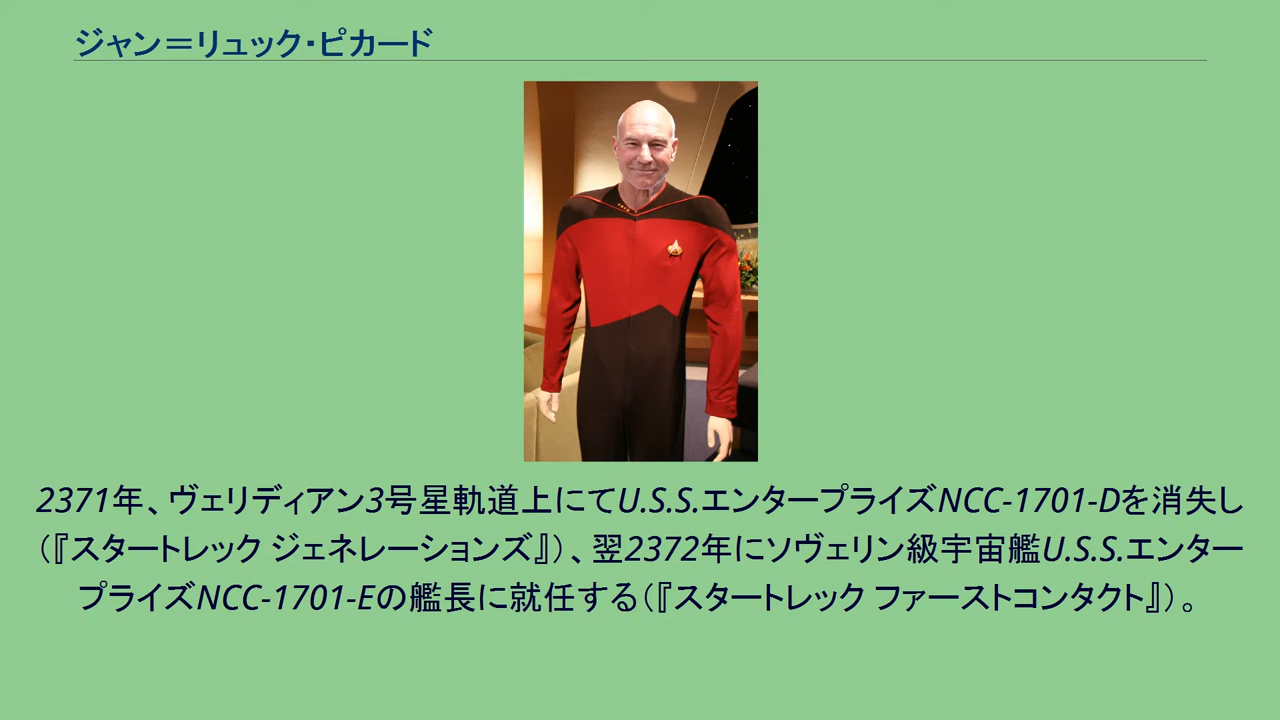 ジャン＝リュック・ピカード
2371年、ヴェリディアン3号星軌道上にてU.S.S.エンタープライズNCC-1701-Dを消失し
（『スタートレック ジェネレーションズ』）、翌2372年にソヴェリン級宇宙艦U.S.S.エンター
プライズNCC-1701-Eの艦長に就任する（『スタートレック ファーストコンタクト』）。